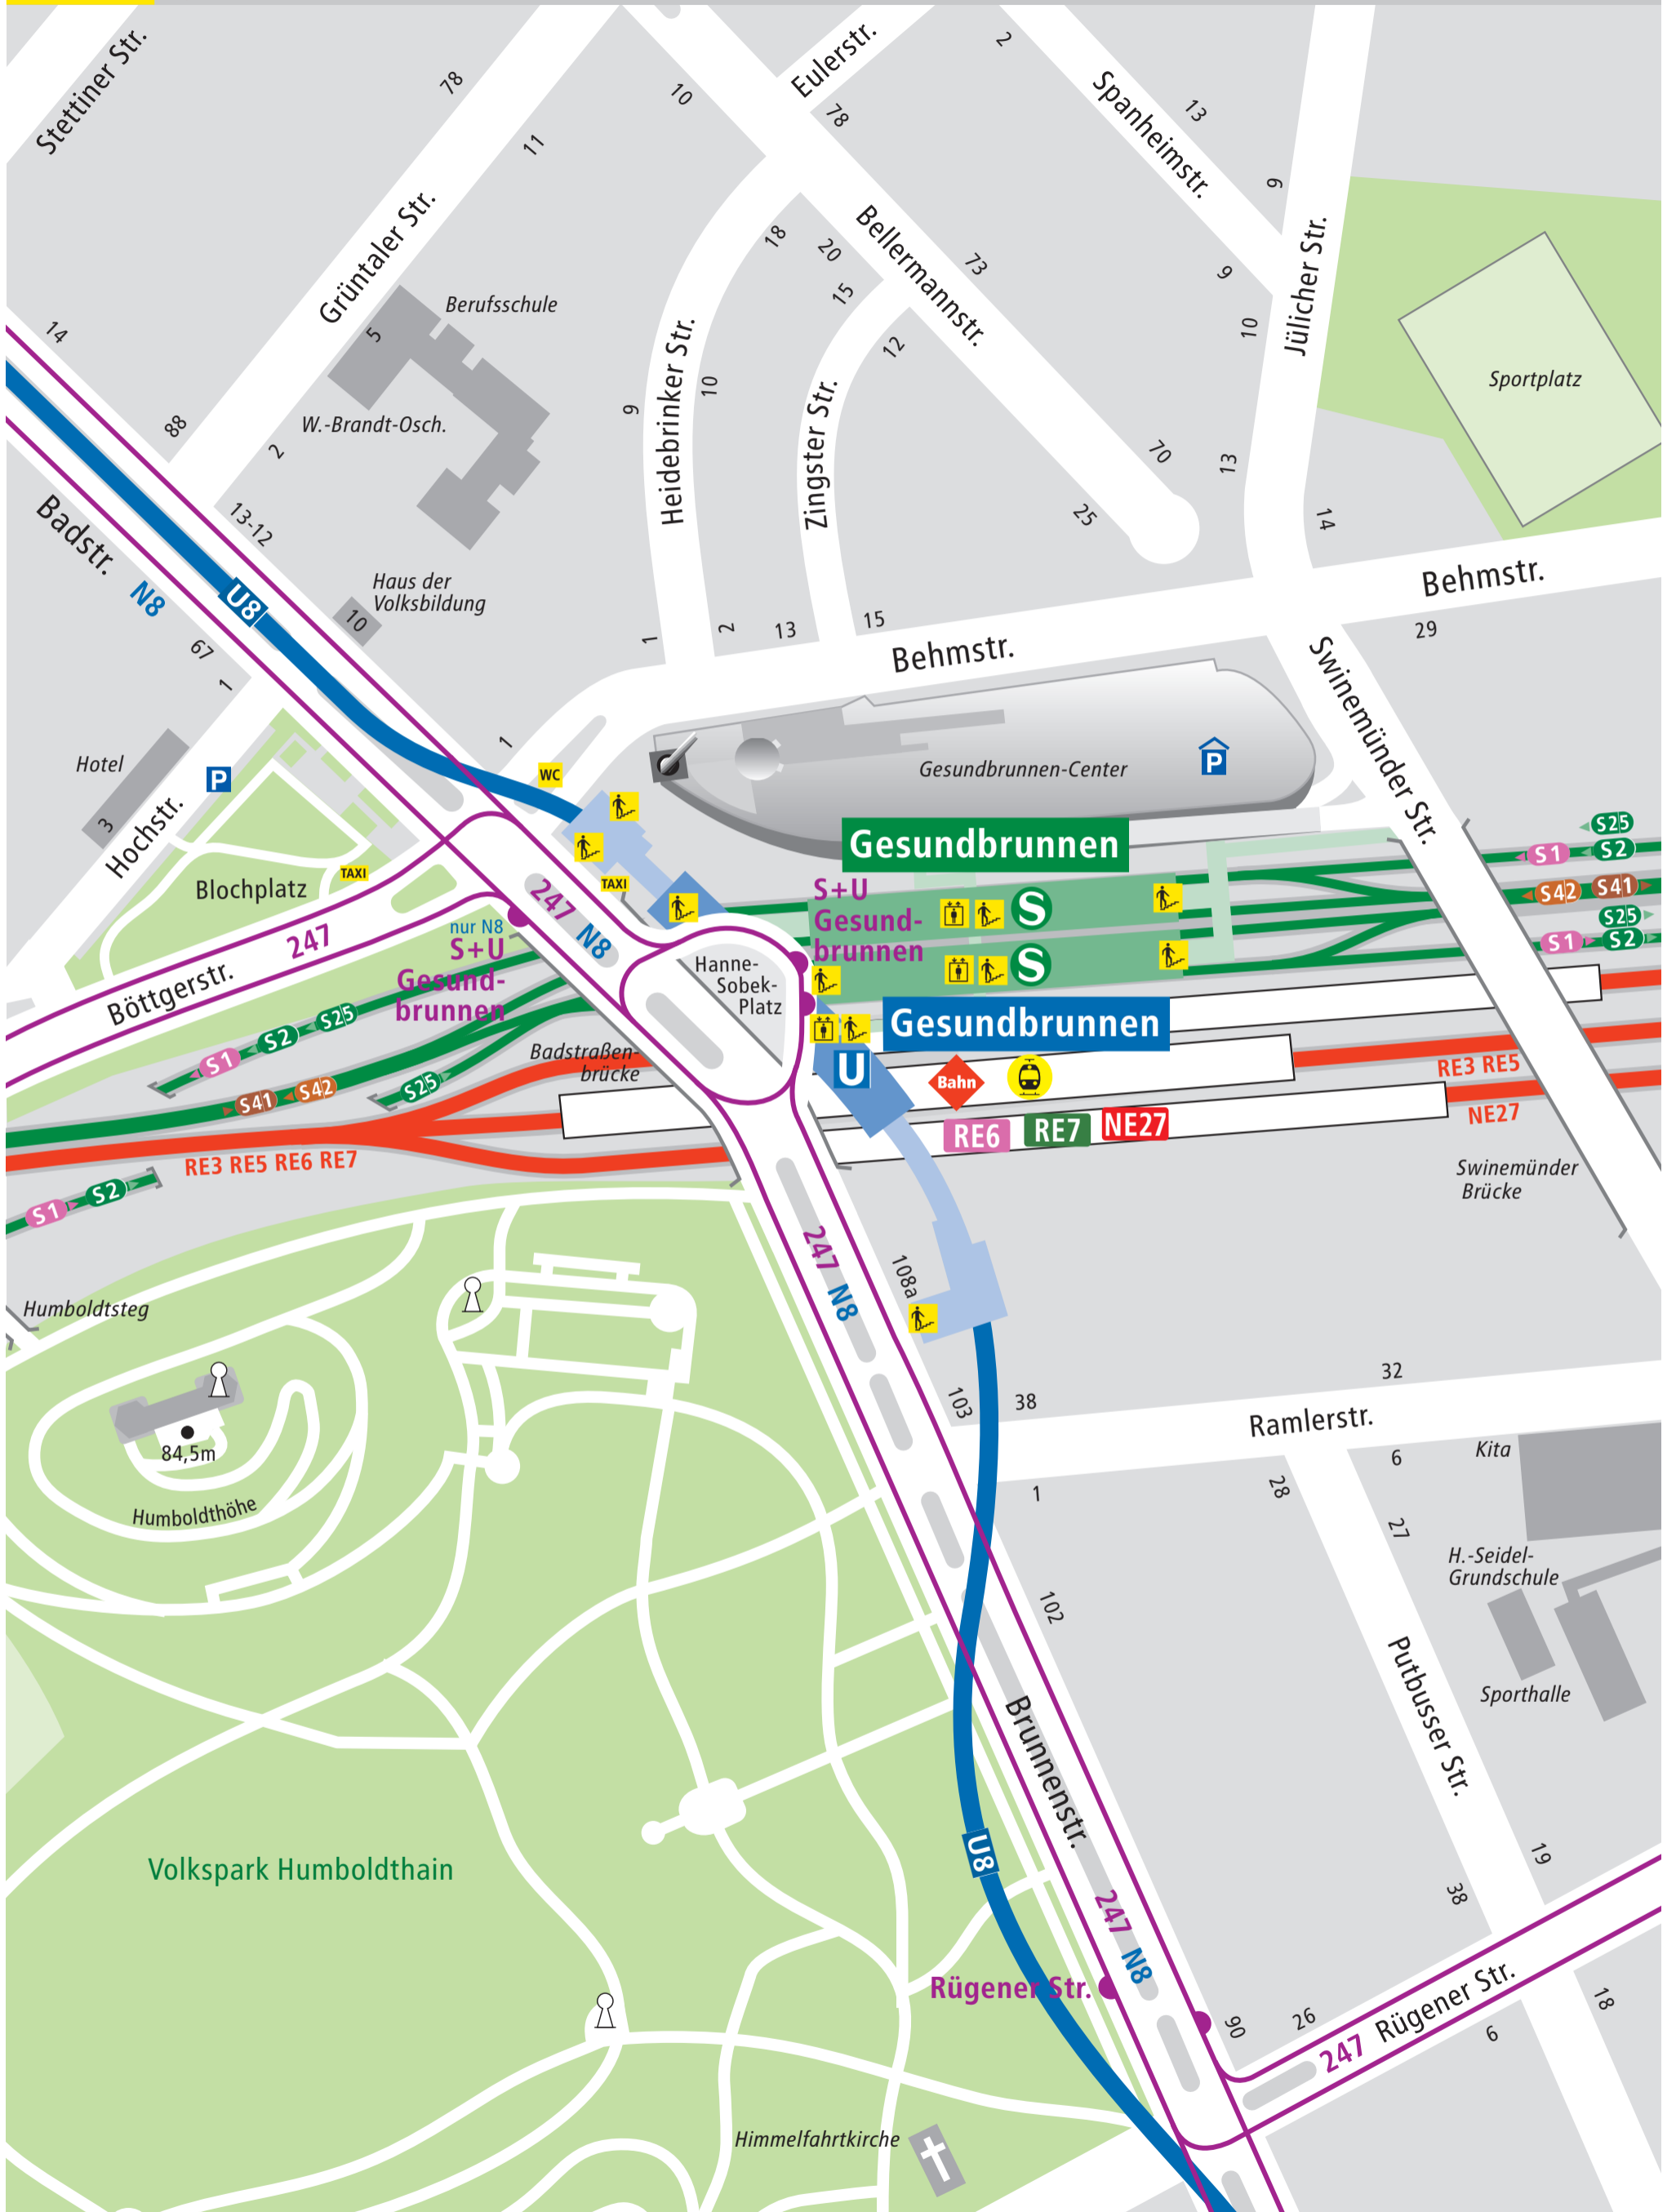 Stettiner Str.
78
11
10
Eulerstr.
78
2
Spanheimstr.
13
9
9
10
Jülicher Str.
13
14
Sportplatz
Grüntaler Str.
Berufsschule
5
W.-Brandt-Osch.
14
88
2
13-12
Badstr.
N8
U8
67
1
Haus der
Volksbildung
10
18
20
15
Bellermannstr.
73
12
70
25
Heidebrinker Str.
9
10
Zingster Str.
1
2
13
15
Behmstr.
Behmstr.
29
Swinemünder Str.
Hotel
P
3
Hochstr.
1
WC
TAXI
TAXI
Blochplatz
Gesundbrunnen-Center
P
Gesundbrunnen
S+U
Gesund-
brunnen
S
S
S25
S1
S2
S42
S41
S25
S1
S2
247
N8
nur N8
S+U
Gesund-
brunnen
247
Böttgerstr.
Hanne-
Sobek-
Platz
Gesundbrunnen
U
Bahn
RE6
RE7
NE27
RE3 RE5
NE27
S1
S2
S25
S41
S42
S25
Badstraßen-
brücke
RE3 RE5 RE6 RE7
S1
S2
Swinemünder
Brücke
Humboldtsteg
84,5m
Humboldthöhe
247
N8
108a
103
38
32
Ramlerstr.
1
28
6
27
Kita
H.-Seidel-
Grundschule
Sporthalle
102
Brunnenstr.
Putbusser Str.
U8
19
38
Volkspark Humboldthain
247
N8
Rügener Str.
90
26
247
Rügener Str.
6
18
Himmelfahrtkirche